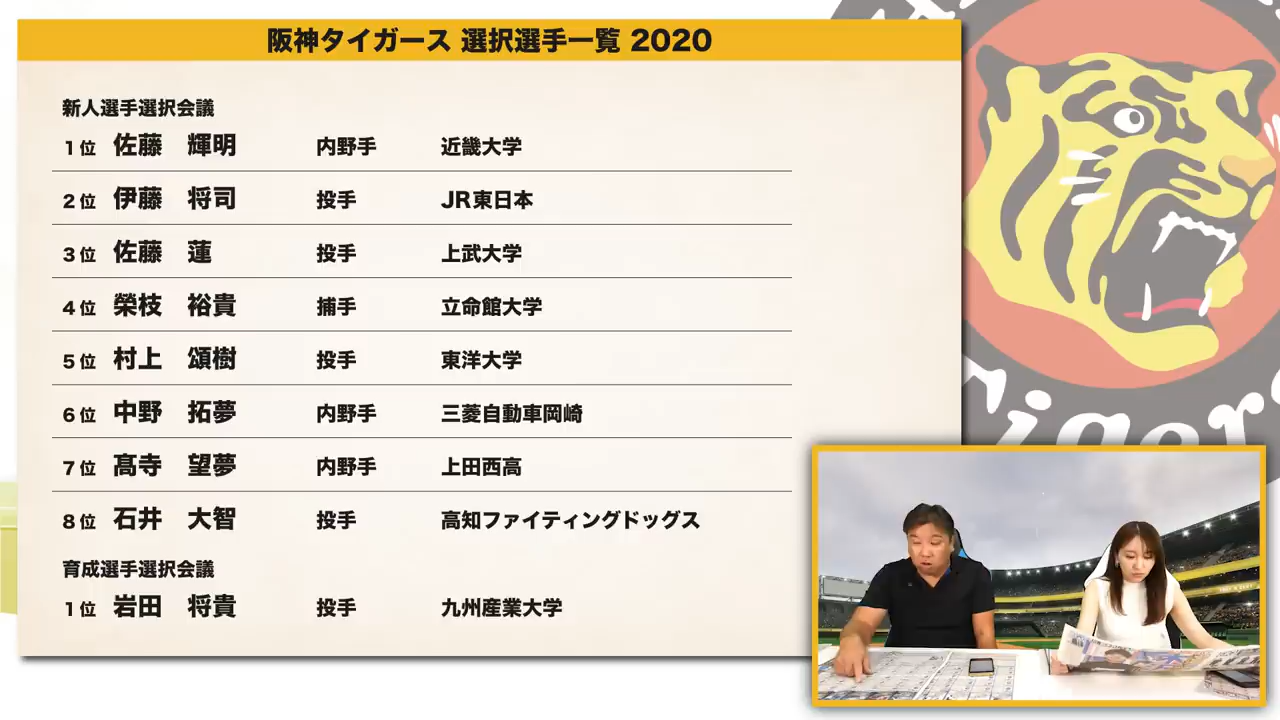 阪神タイガース 選択選手一覧 2020
新人選手選択会議
1位 佐藤 輝明 内野手 近畿大学
2位 伊藤 将司 投手 JR東日本
3位 佐藤 蓮 投手 上武大学
4位 榮枝 裕貴 捕手 立命館大学
5位 村上 頌樹 投手 東洋大学
6位 中野 拓夢 内野手 三菱自動車岡崎
7位 髙寺 望夢 内野手 上田西高
8位 石井 大智 投手 高知ファイティングドッグス
育成選手選択会議
1位 岩田 将貴 投手 九州産業大学
Tigers